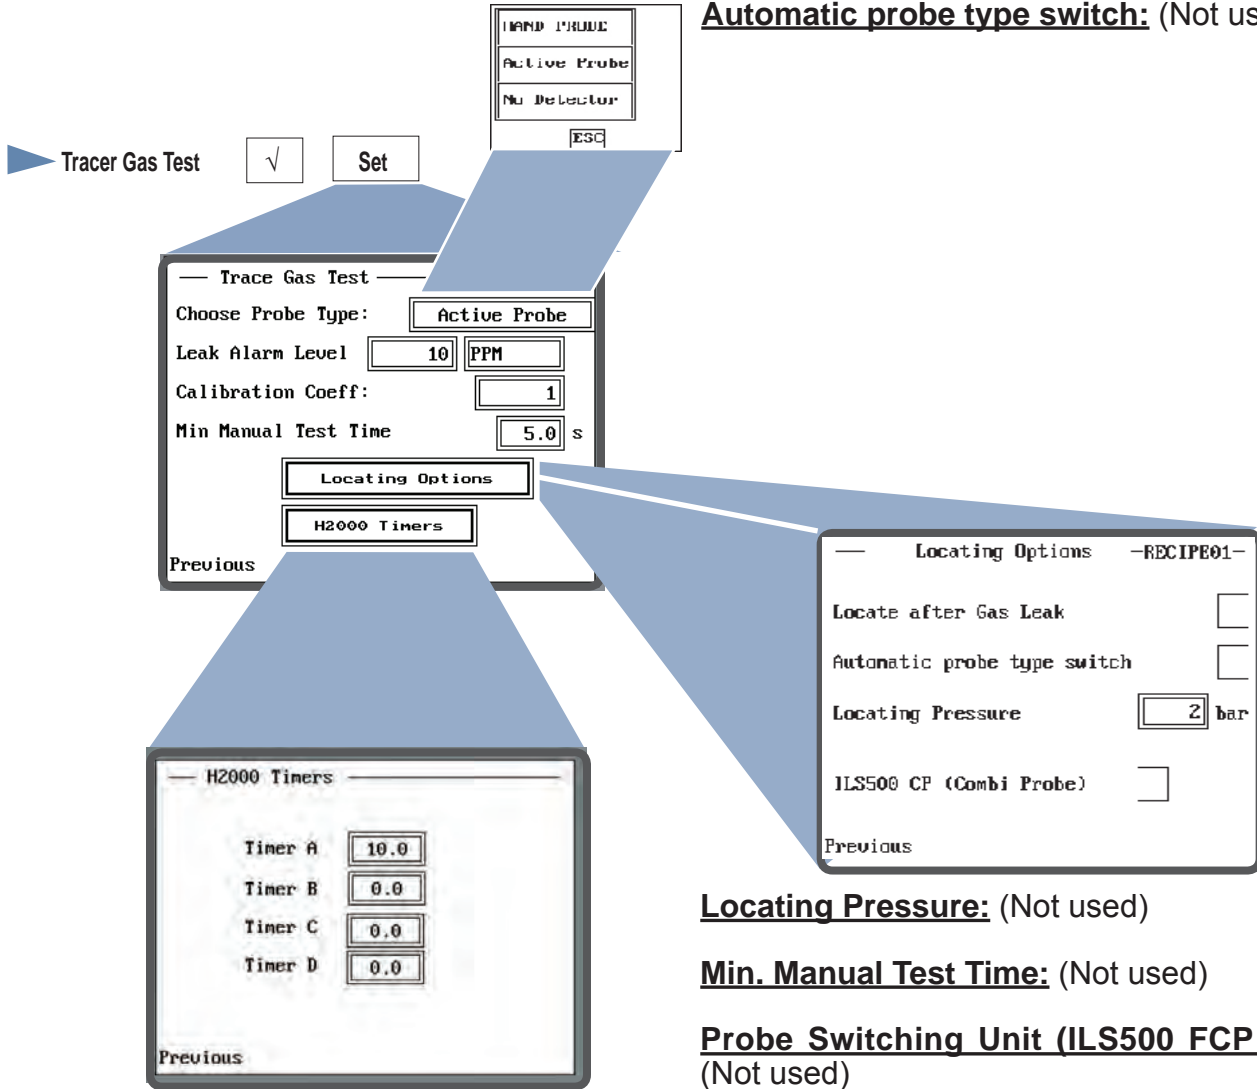 HAND PROBE
Active Probe
No Detector
ESC
Automatic probe type switch: (Not us
Tracer Gas Test √ Set
Trace Gas Test
Choose Probe Type: Active Probe
Leak Alarm Level 10 PPM
Calibration Coeff: 1
Min Manual Test Time 5.0 s
Locating Options
H2000 Timers
Previous
Locating Options -RECIPE01-
Locate after Gas Leak
Automatic probe type switch
Locating Pressure 2 bar
ILS500 CP (Combi Probe)
Previous
H2000 Timers
Timer A 10.0
Timer B 0.0
Timer C 0.0
Timer D 0.0
Previous
Locating Pressure: (Not used)
Min. Manual Test Time: (Not used)
Probe Switching Unit (ILS500 FCP
(Not used)